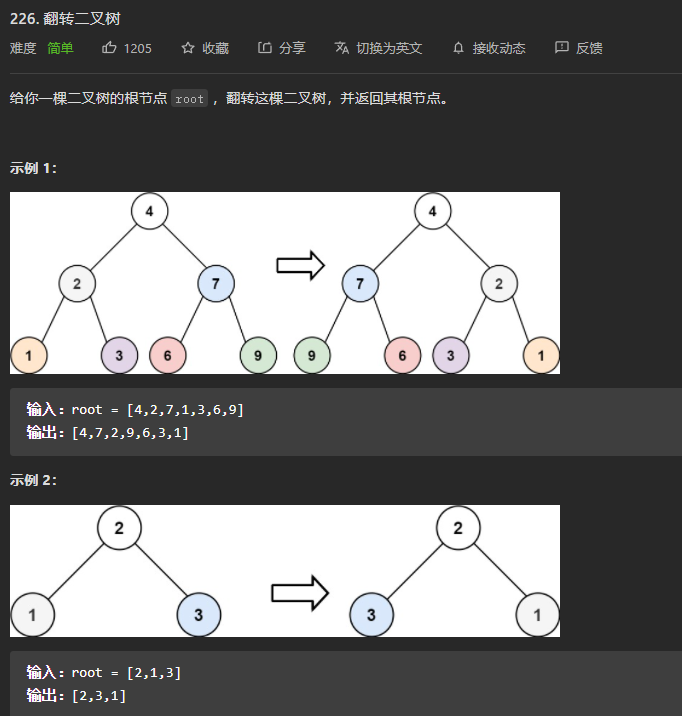 226. 翻转二叉树
难度 简单 1205 收藏 分享 切换为英文 接收动态 反馈
给你一棵二叉树的根节点 root ，翻转这棵二叉树，并返回其根节点。
示例 1：
4 4
2 7 7 2
1 3 6 9 9 6 3 1
输入：root = [4,2,7,1,3,6,9]
输出：[4,7,2,9,6,3,1]
示例 2：
2 2
1 3 3 1
输入：root = [2,1,3]
输出：[2,3,1]